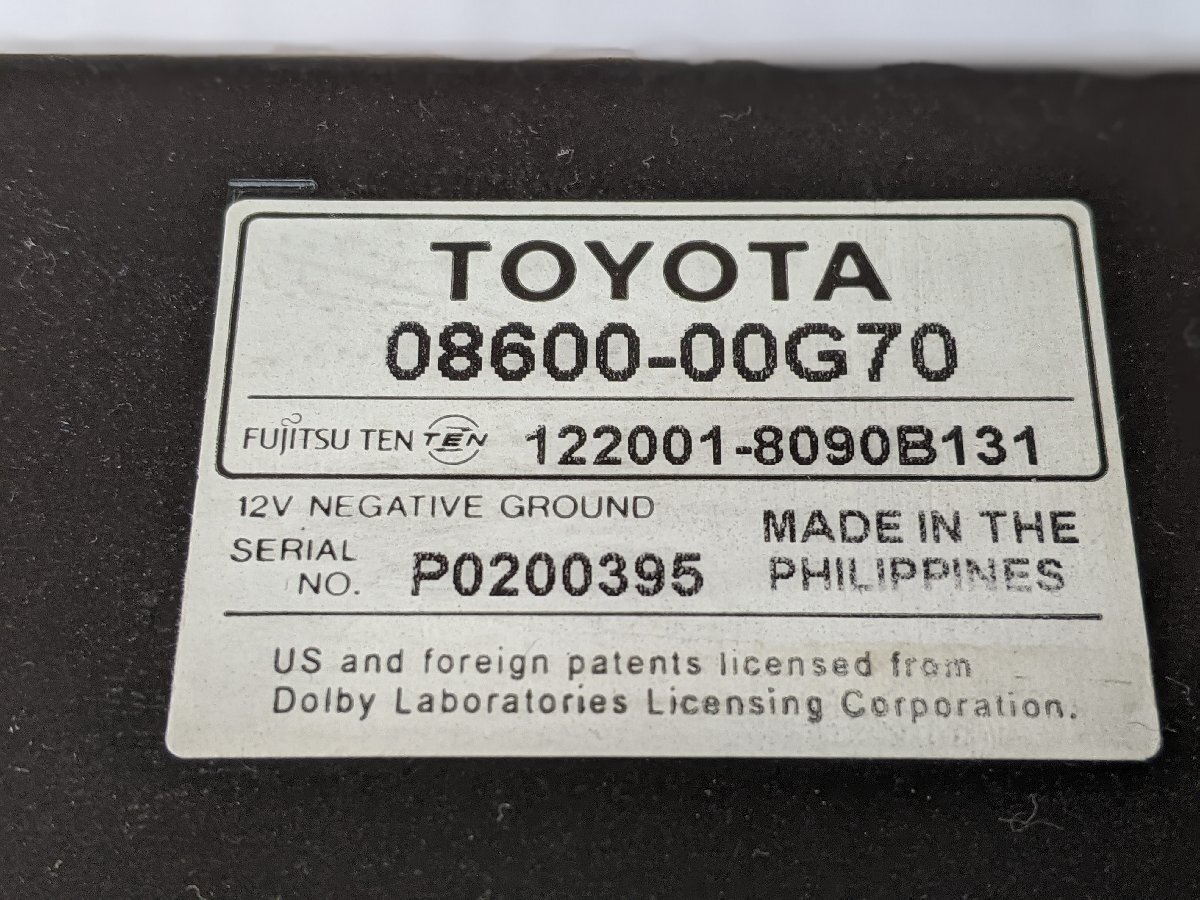 TOYOTA
08600-00G70
FUJITSU TEN TEN 122001-8090B131
12V NEGATIVE GROUND
SERIAL NO. P0200395
MADE IN THE
PHILIPPINES
US and foreign patents licensed from
Dolby Laboratories Licensing Corporation.